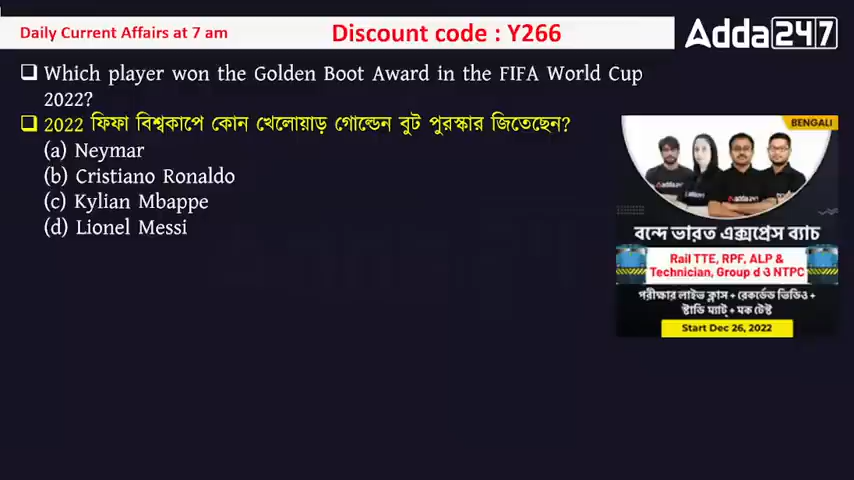 Daily Current Affairs at 7 am
Discount code : Y266
Adda247
Which player won the Golden Boot Award in the FIFA World Cup
2022?
2022 ফিফা বিশ্বকাপে কোন খেলোয়াড় গোল্ডেন বুট পুরস্কার জিতেছেন?
(a) Neymar
(b) Cristiano Ronaldo
(c) Kylian Mbappe
(d) Lionel Messi
BENGALI
বন্দে ভারত এক্সপ্রেস ব্যাচ
Rail TTE, RPF, ALP &
Technician, Group d ও NTPC
পরীক্ষার লাইভ ক্লাস + রেকর্ডেড ভিডিও +
স্টাডি ম্যাট্ + মক টেস্ট
Start Dec 26, 2022